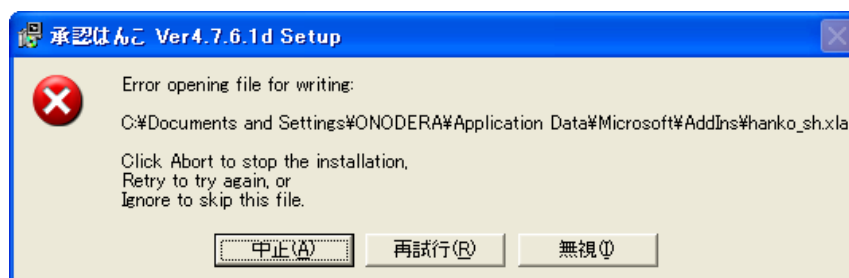 承認はんこ Ver4.7.6.1d Setup
Error opening file for writing:
C:¥Documents and Settings¥ONODERA¥Application Data¥Microsoft¥AddIns¥hanko_sh.xla
Click Abort to stop the installation,
Retry to try again, or
Ignore to skip this file.
中止(A) 再試行(R) 無視(I)